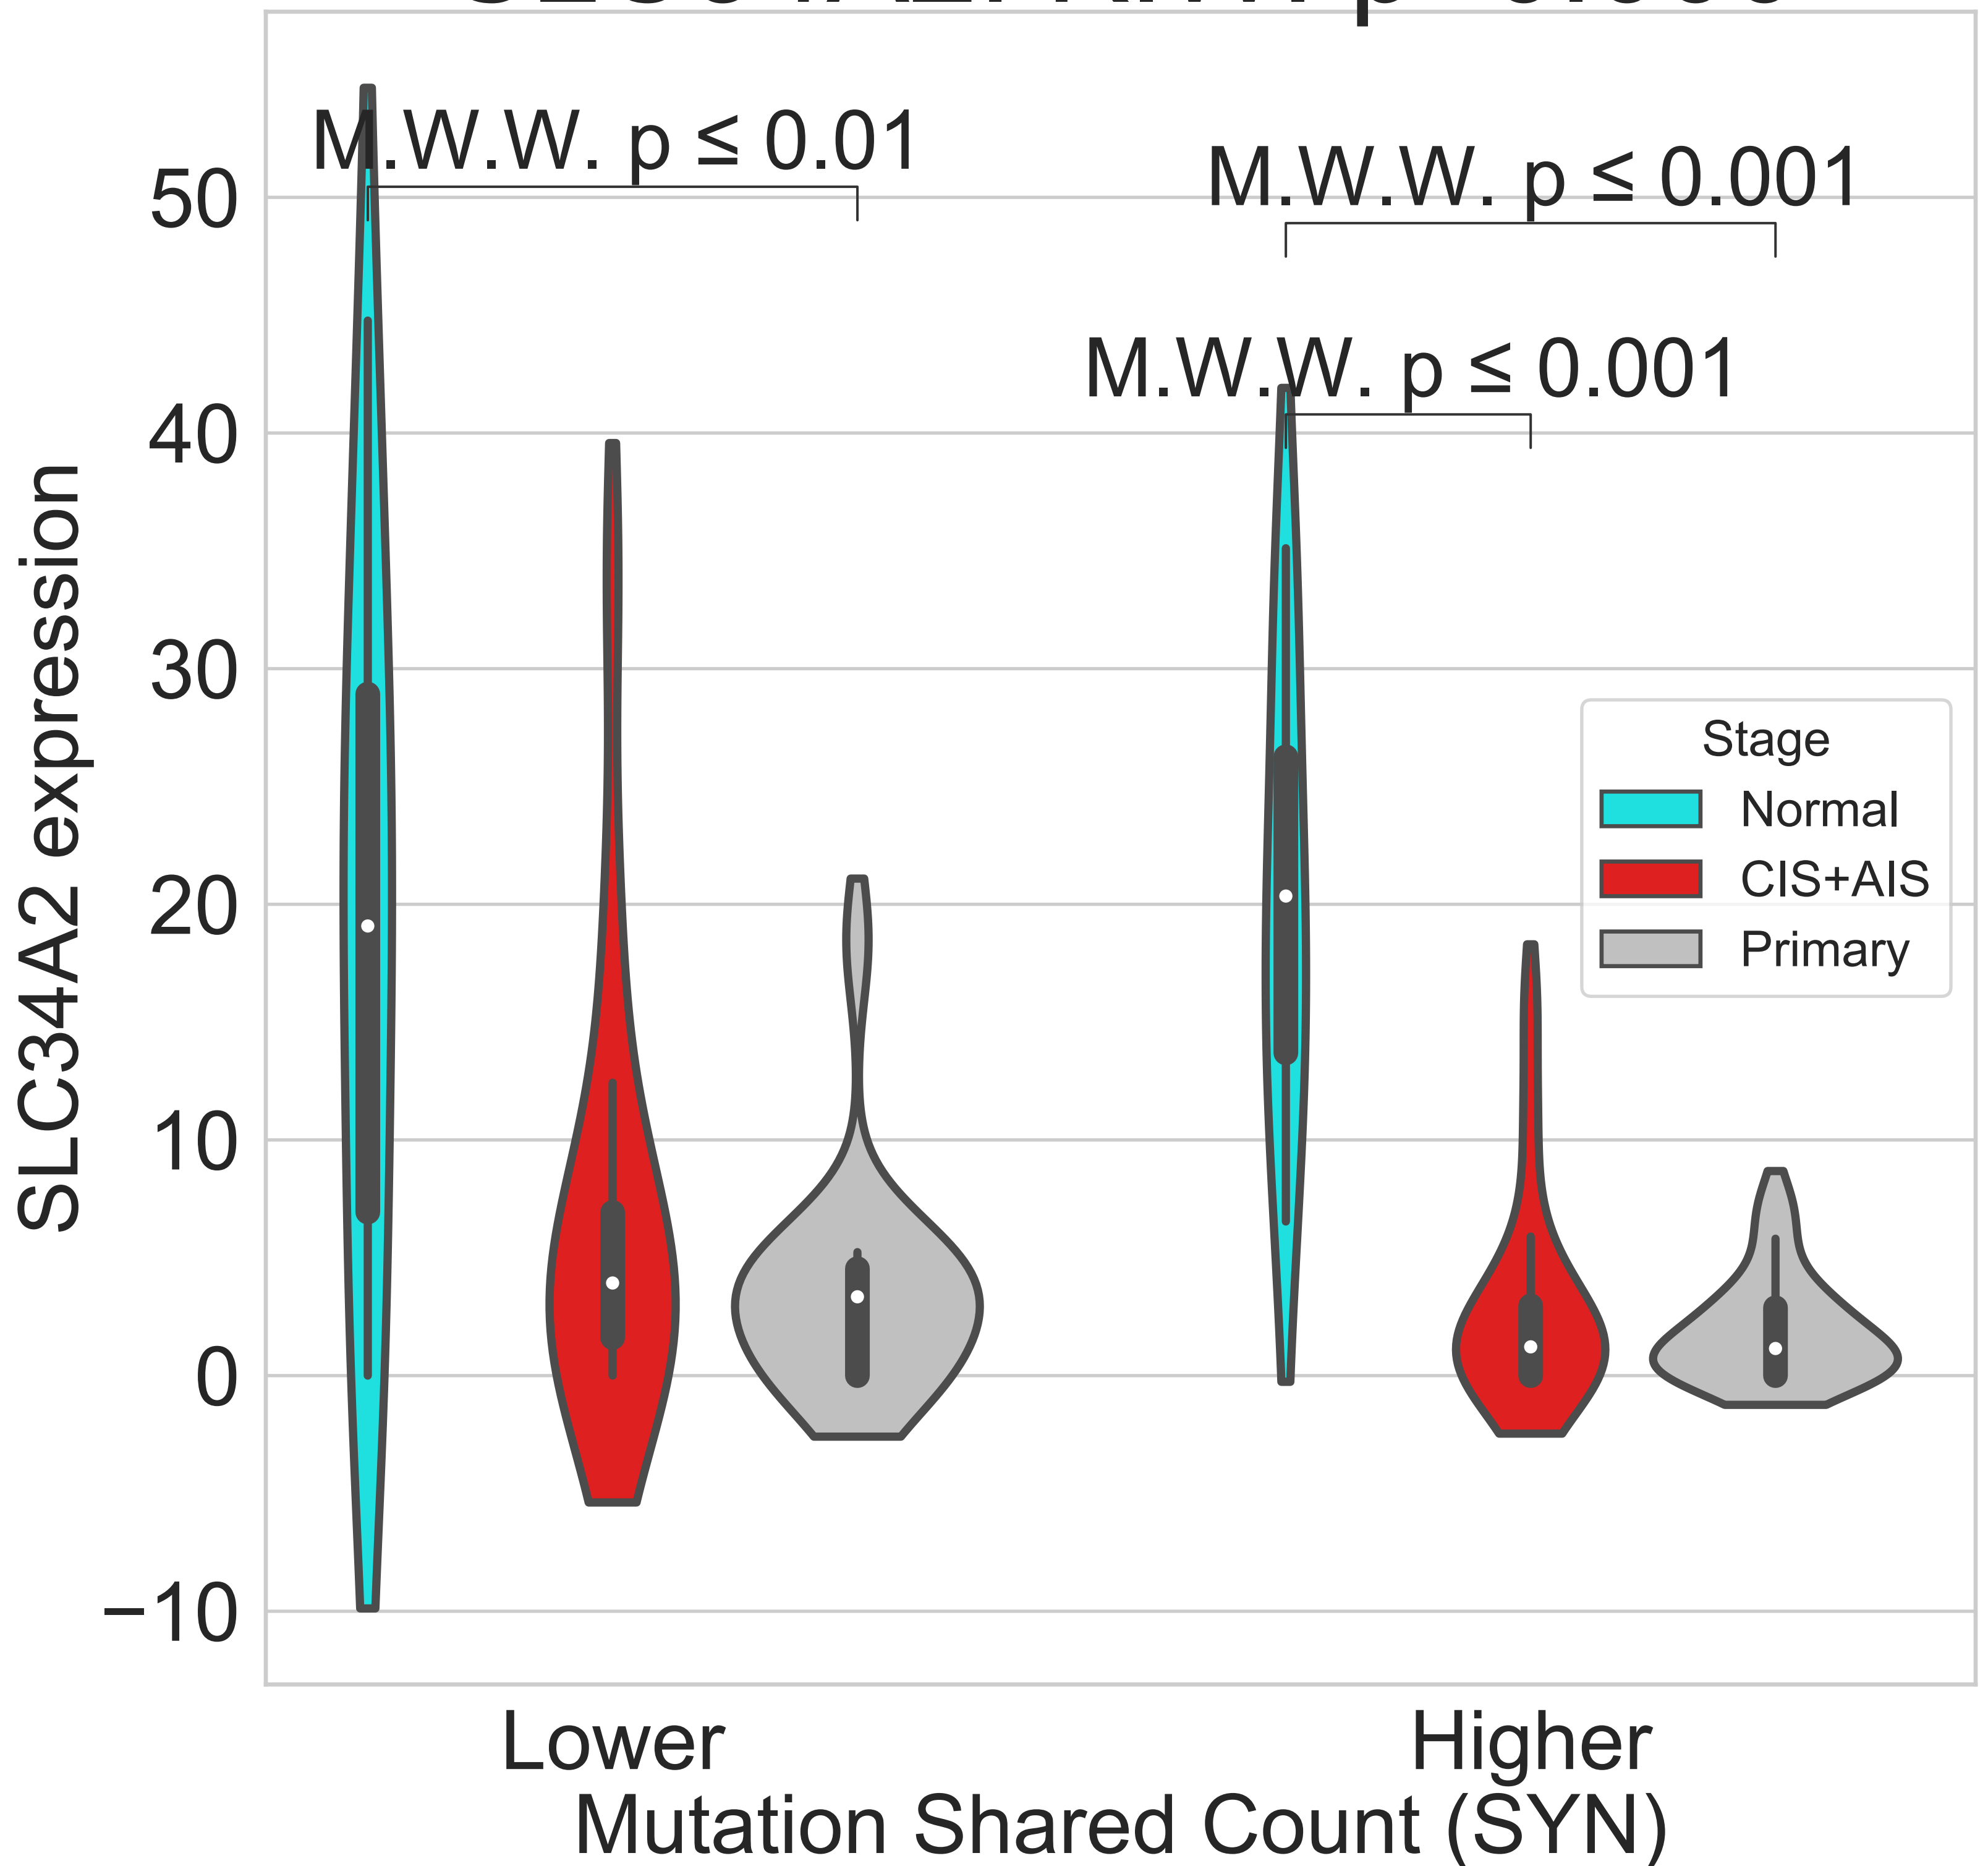 M.W.W. p ≤ 0.01
M.W.W. p ≤ 0.001
M.W.W. p ≤ 0.001
50
40
30
20
10
0
−10
SLC34A2 expression
Stage
Normal
CIS+AIS
Primary
Lower
Higher
Mutation Shared Count (SYN)